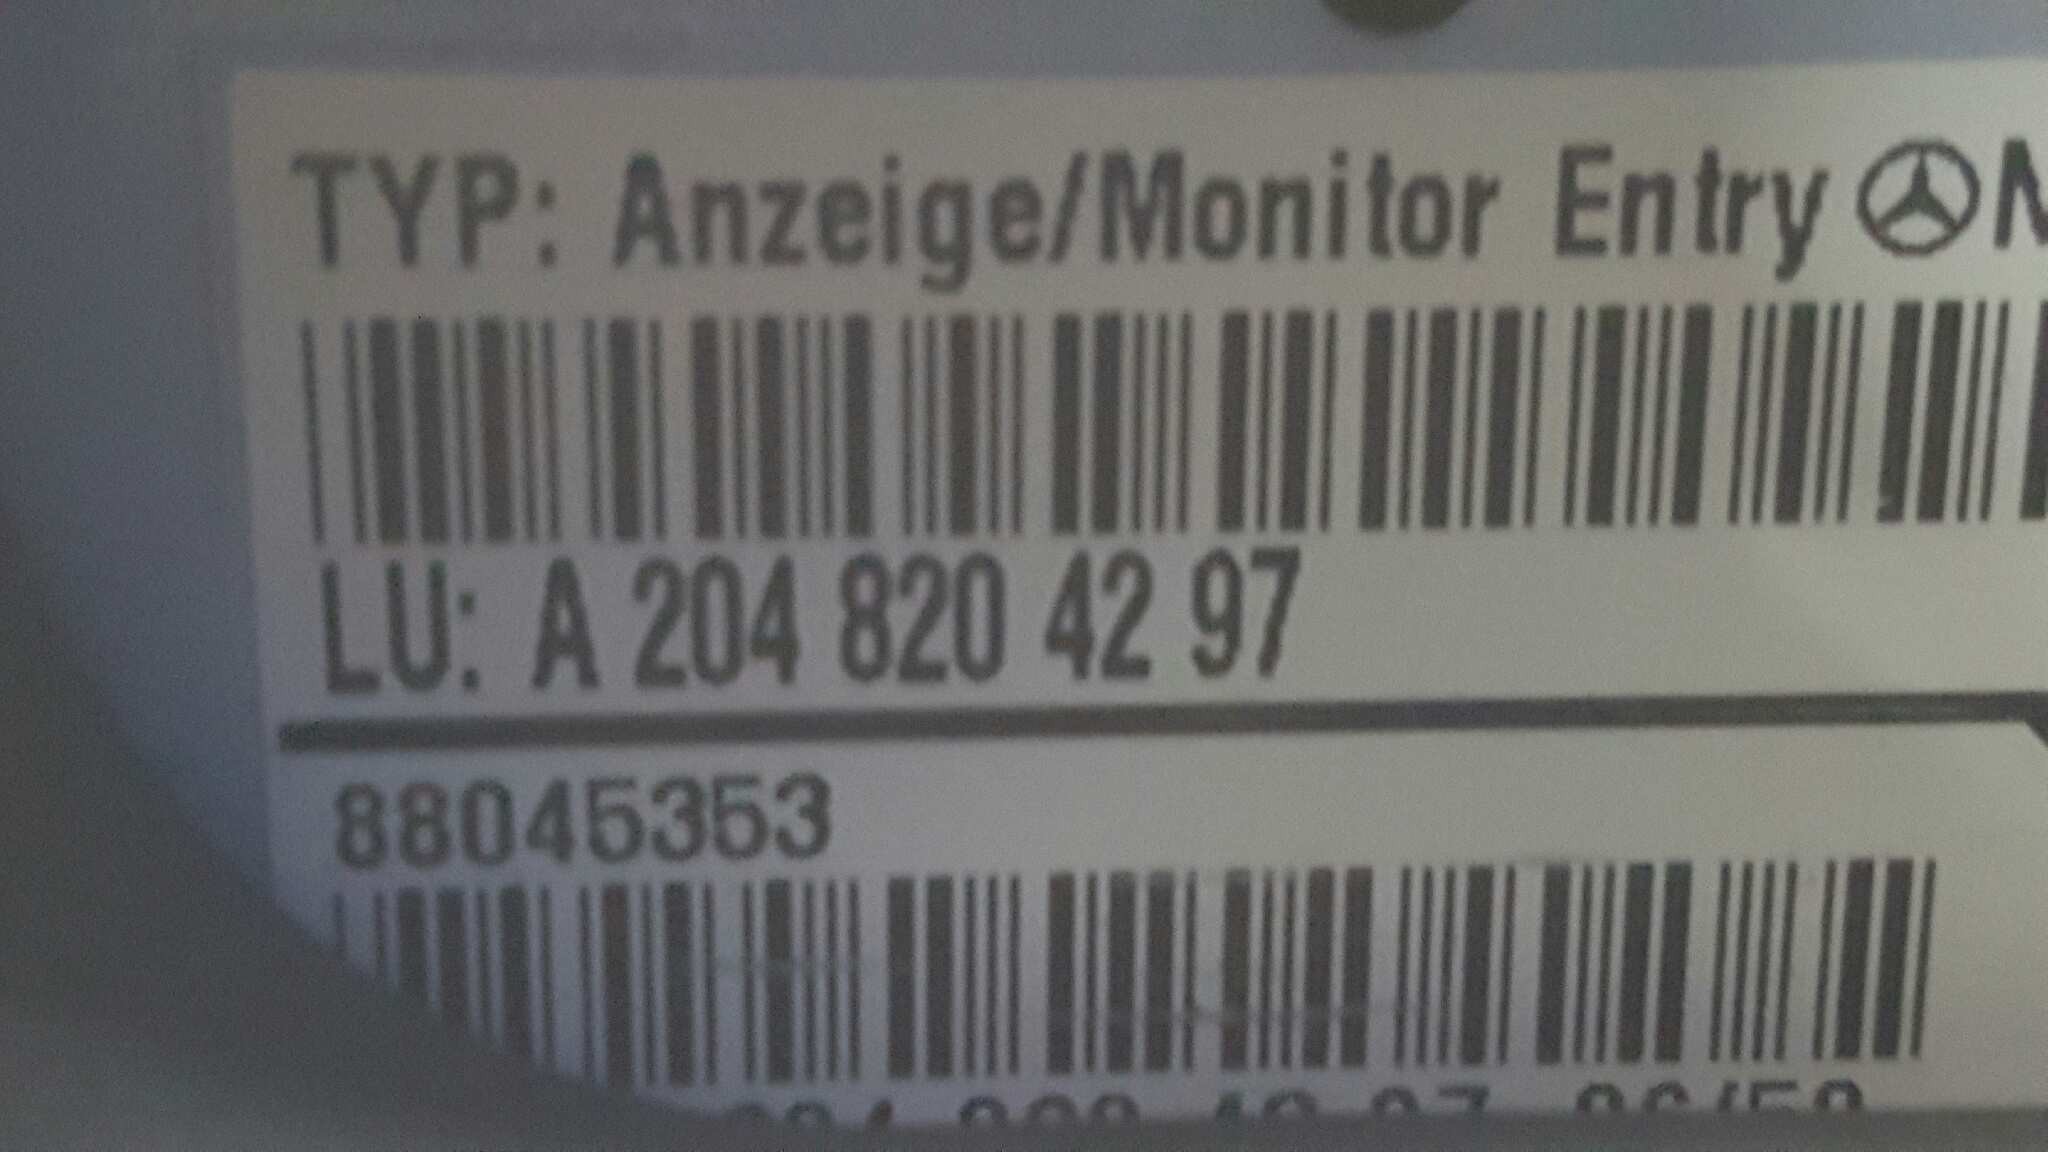 TYP: Anzeige/Monitor Entry M
LU: A 204 820 42 97
88045353